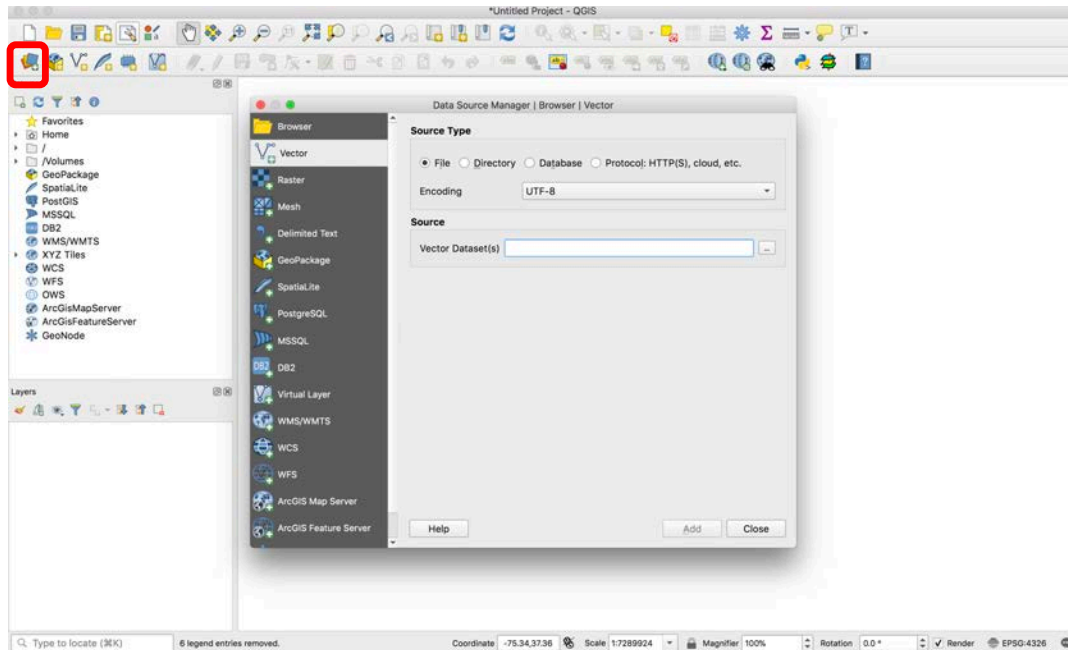 *Untitled Project - QGIS
Favorites
Home
/
/Volumes
GeoPackage
SpatiaLite
PostGIS
MSSQL
DB2
WMS/WMTS
XYZ Tiles
WCS
WFS
OWS
ArcGisMapServer
ArcGisFeatureServer
GeoNode
Layers
Data Source Manager | Browser | Vector
Browser
Vector
Raster
Mesh
Delimited Text
GeoPackage
SpatiaLite
PostgreSQL
MSSQL
DB2
DB2
Virtual Layer
WMS/WMTS
WCS
WFS
ArcGIS Map Server
ArcGIS Feature Server
Source Type
File Directory Database Protocol: HTTP(S), cloud, etc.
Encoding UTF-8
Source
Vector Dataset(s) ...
Help Add Close
Type to locate (⌘K) 6 legend entries removed. Coordinate -75.34,37.36 Scale 1:7289924 Magnifier 100% Rotation 0.0 ° Render EPSG:4326